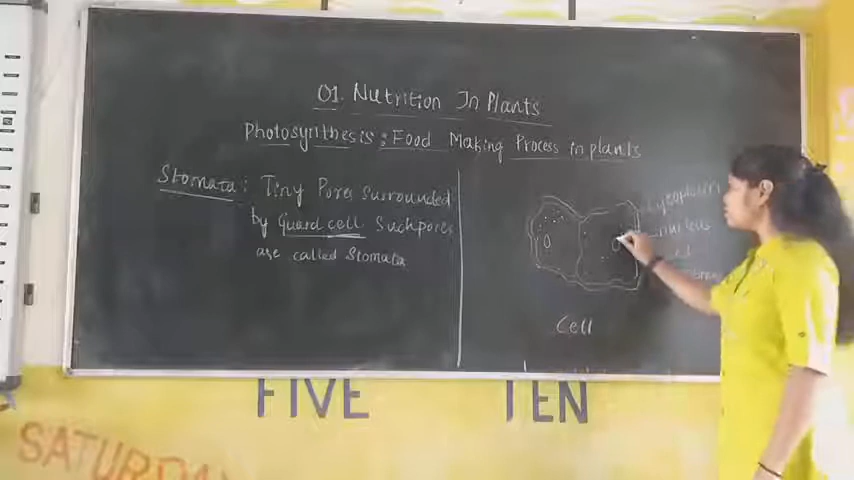 01. Nutrition In Plants
Photosynthesis: Food Making Process in plants
Stomata: Tiny Pores surrounded
by Guard cell Such pores
are called Stomata
nucleus
Cell
FIVE TEN
SATURDAY